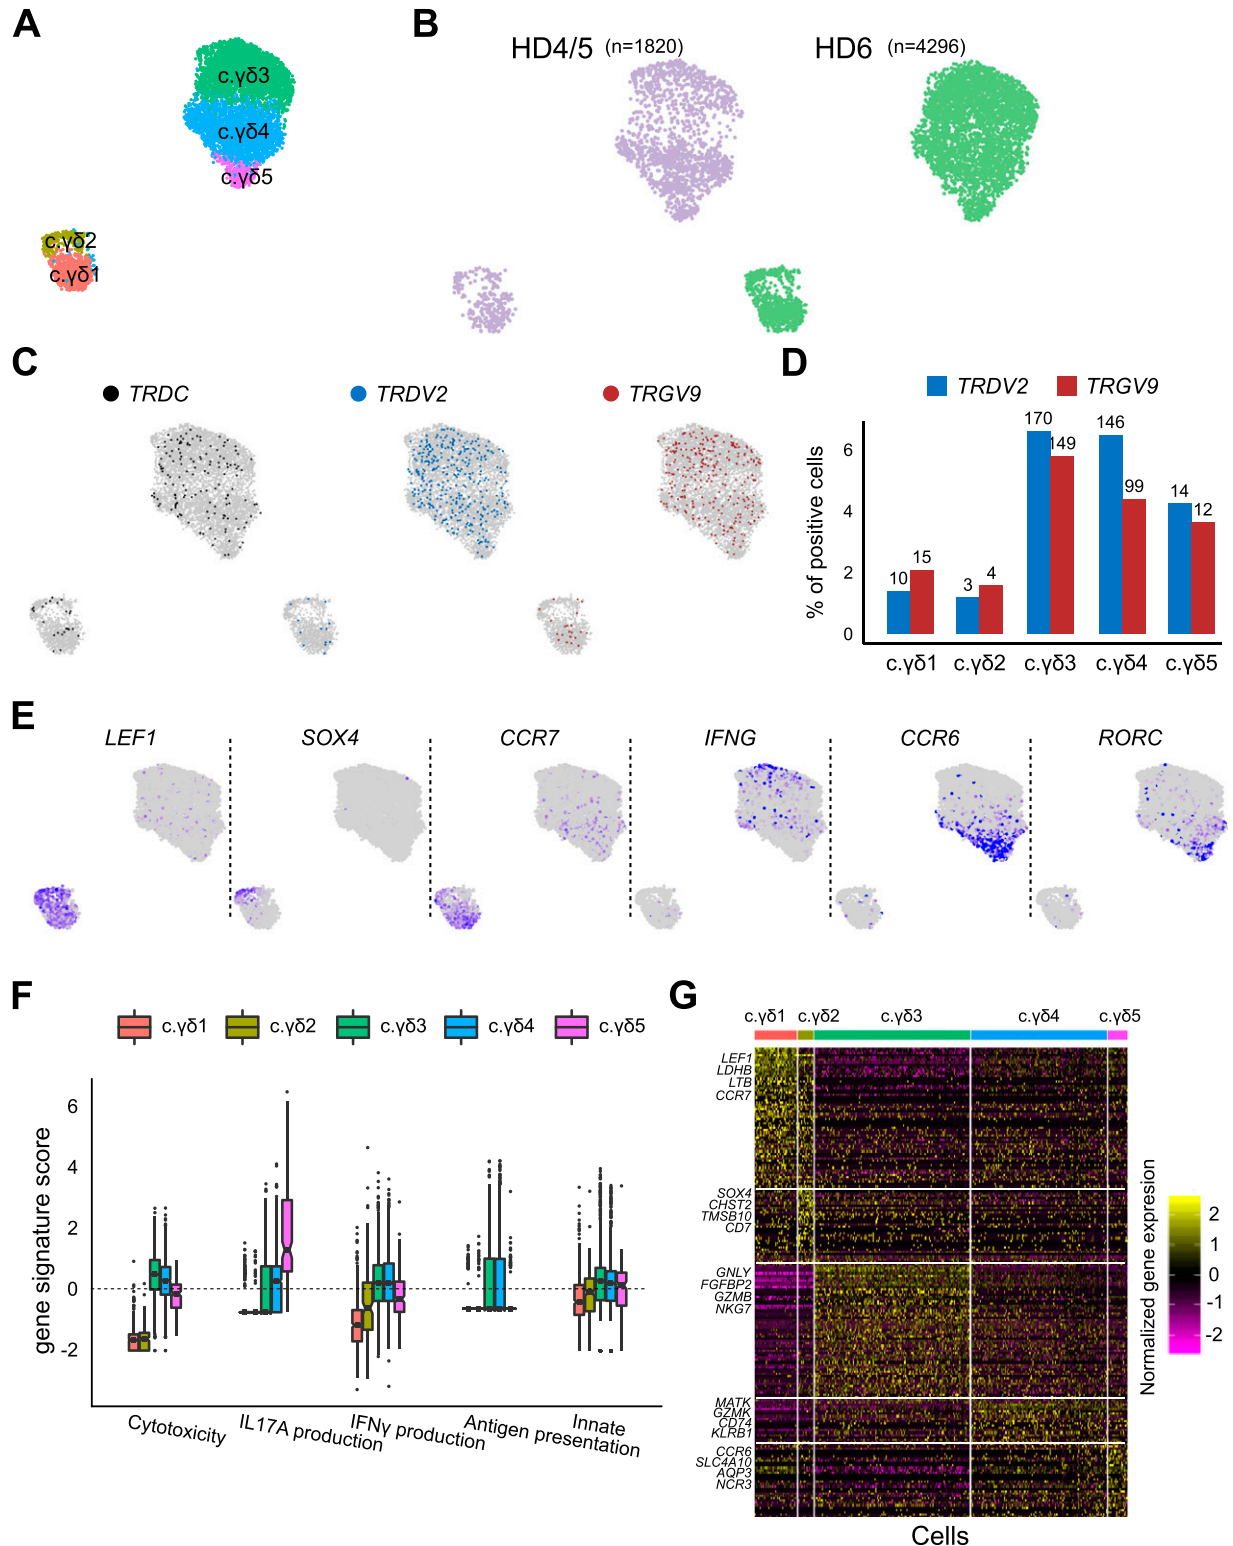 A
c.γδ3
c.γδ4
c.γδ5
c.γδ2
c.γδ1
B
HD4/5 (n=1820)
HD6 (n=4296)
C
TRDC
TRDV2
TRGV9
D
TRDV2
TRGV9
% of positive cells
6
4
2
0
10
15
3
4
170
149
146
99
14
12
c.γδ1
c.γδ2
c.γδ3
c.γδ4
c.γδ5
E
LEF1
SOX4
CCR7
IFNG
CCR6
RORC
F
c.γδ1
c.γδ2
c.γδ3
c.γδ4
c.γδ5
gene signature score
6
4
2
0
-2
Cytotoxicity
IL17A production
IFNγ production
Antigen presentation
Innate
G
c.γδ1
c.γδ2
c.γδ3
c.γδ4
c.γδ5
LEF1
LDHB
LTB
CCR7
SOX4
CHST2
TMSB10
CD7
GNLY
FGFBP2
GZMB
NKG7
MATK
GZMK
CD74
KLRB1
CCR6
SLC4A10
AQP3
NCR3
Cells
Normalized gene expresion
2
1
0
-1
-2